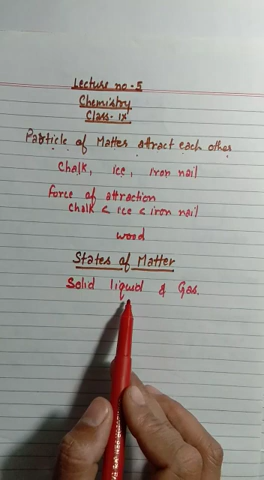 Lecture no-5
Chemistry
Class-IX
Particle of Matter attract each other
Chalk, ice, iron nail
force of attraction
chalk < ice < iron nail
wood
States of Matter
Solid liquid & Gas.